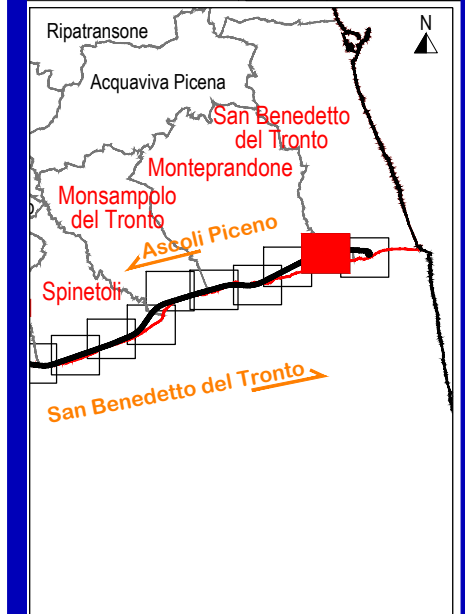 Ripatransone
N
Acquaviva Picena
San Benedetto
del Tronto
Monteprandone
Monsampolo
del Tronto
Ascoli Piceno
Spinetoli
San Benedetto del Tronto